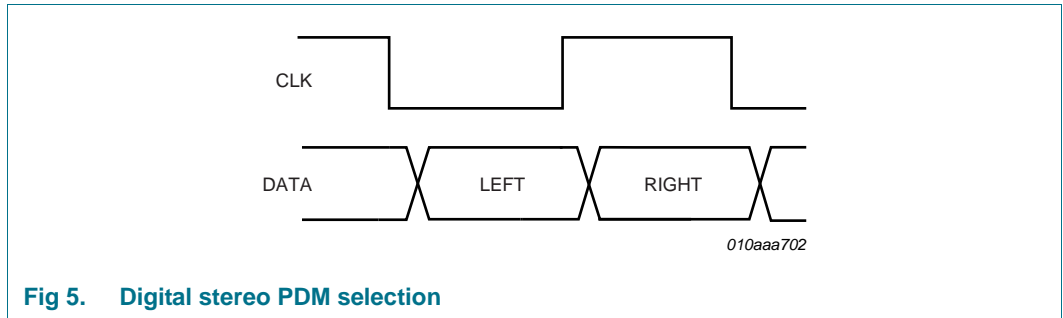 CLK
DATA
LEFT
RIGHT
010aaa702
Fig 5. Digital stereo PDM selection